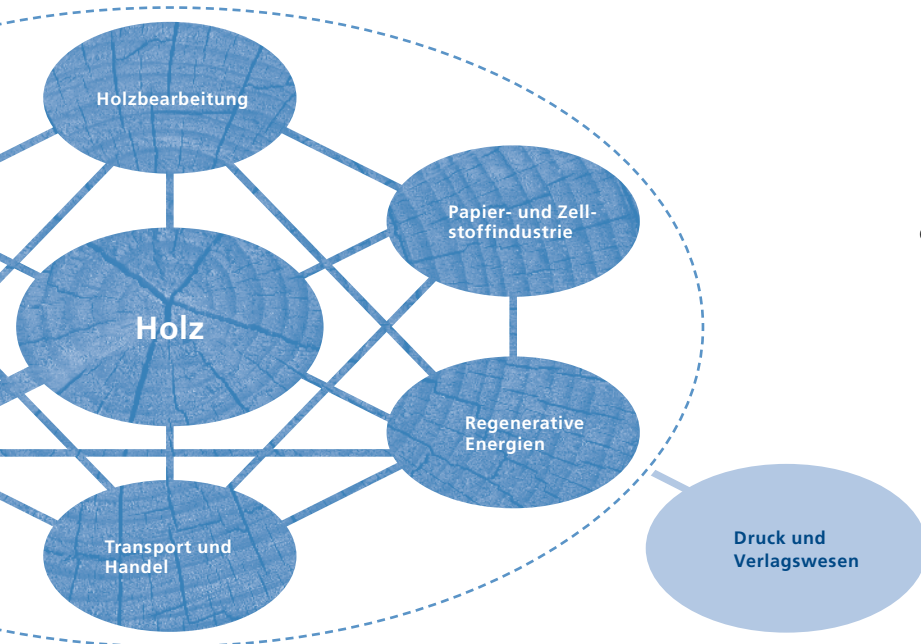 Holzbearbeitung
Papier- und Zell-
stoffindustrie
Holz
Regenerative
Energien
Transport und
Handel
Druck und
Verlagswesen